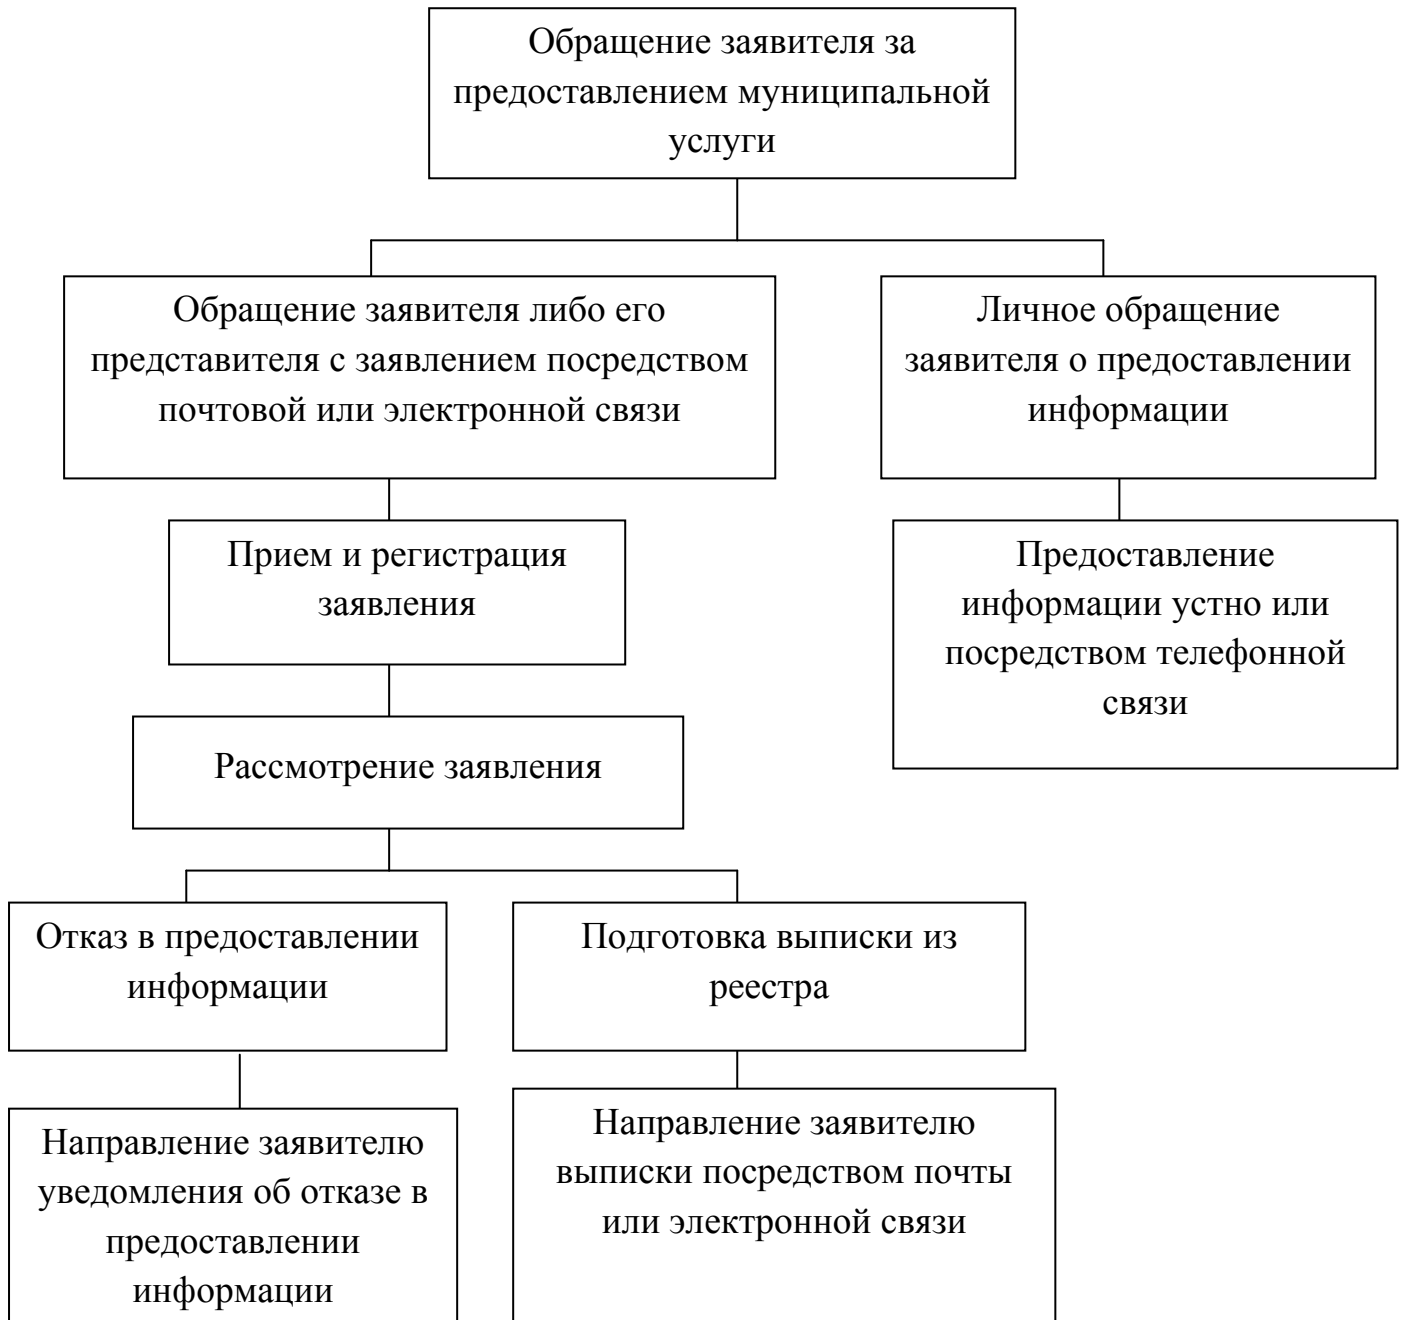 Обращение заявителя за
предоставлением муниципальной
услуги
Обращение заявителя либо его
представителя с заявлением посредством
почтовой или электронной связи
Личное обращение
заявителя о предоставлении
информации
Прием и регистрация
заявления
Предоставление
информации устно или
посредством телефонной
связи
Рассмотрение заявления
Отказ в предоставлении
информации
Подготовка выписки из
реестра
Направление заявителю
уведомления об отказе в
предоставлении
информации
Направление заявителю
выписки посредством почты
или электронной связи